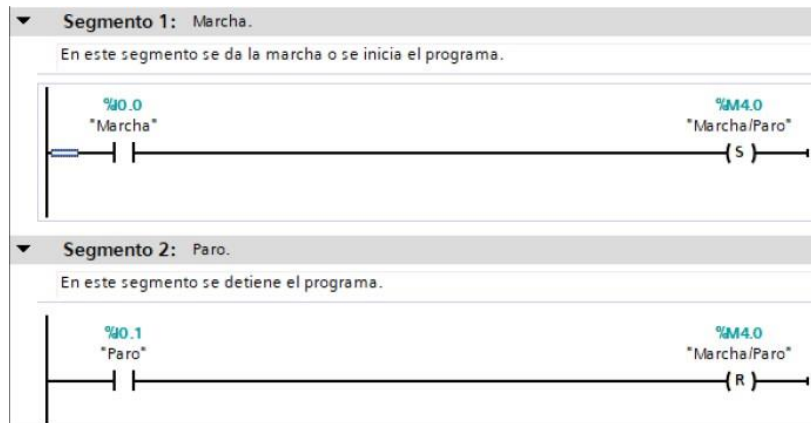 Segmento 1: Marcha.
En este segmento se da la marcha o se inicia el programa.
%I0.0 %M4.0
"Marcha" "Marcha/Paro"
S
Segmento 2: Paro.
En este segmento se detiene el programa.
%I0.1 %M4.0
"Paro" "Marcha/Paro"
R